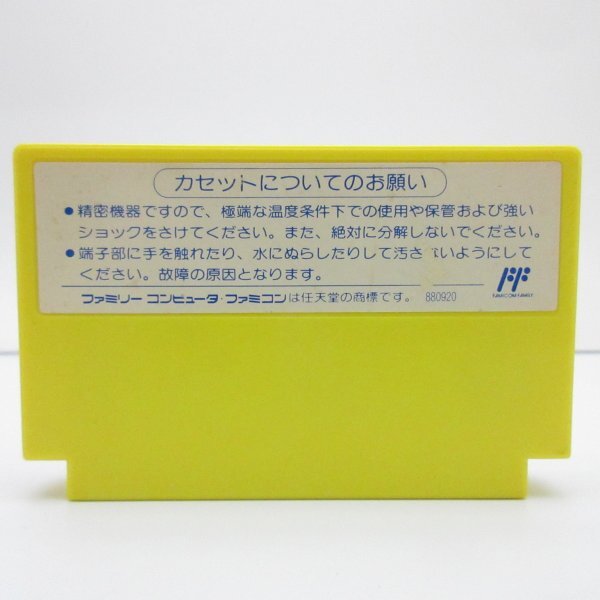 カセットについてのお願い
●精密機器ですので、極端な温度条件下での使用や保管および強い
ショックをさけてください。また、絶対に分解しないでください。
●端子部に手を触れたり、水にぬらしたりして汚さ いようにして
ください。故障の原因となります。
ファミリー コンピュータ・ファミコンは任天堂の商標です。 880920
FF
FAMICOM FAMILY